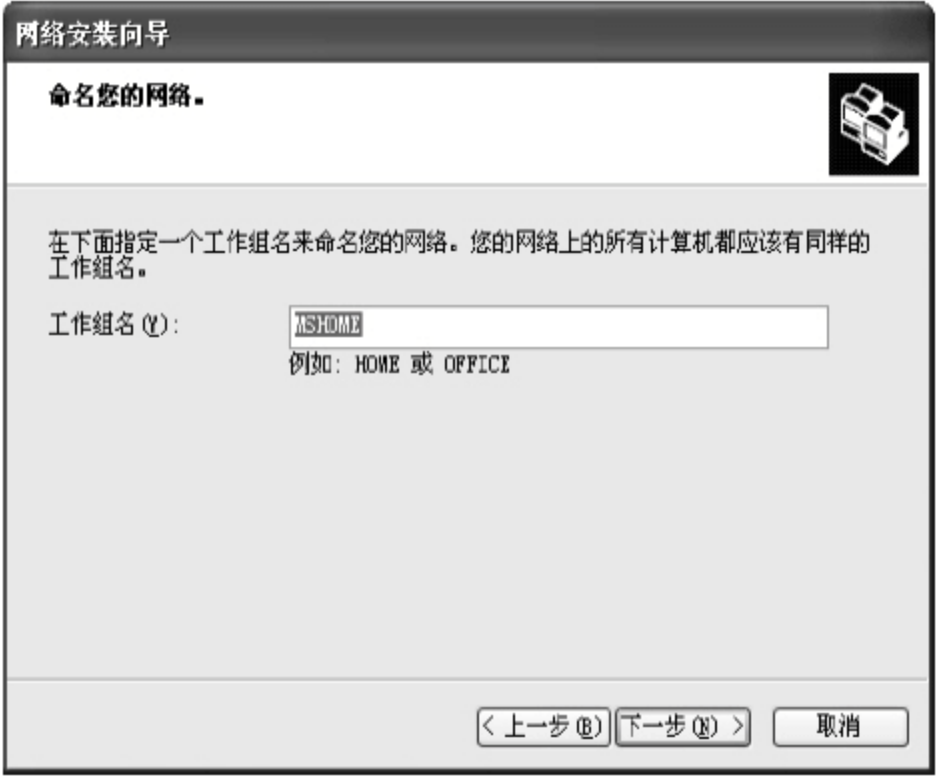 网络安装向导
命名您的网络。
在下面指定一个工作组名来命名您的网络。您的网络上的所有计算机都应该有同样的
工作组名。
工作组名(Y): MSHOME
例如: HOME 或 OFFICE
< 上一步(B) 下一步(N) > 取消